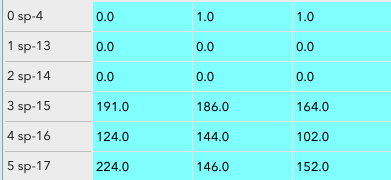 0 sp-4 0.0 1.0 1.0
1 sp-13 0.0 0.0 0.0
2 sp-14 0.0 0.0 0.0
3 sp-15 191.0 186.0 164.0
4 sp-16 124.0 144.0 102.0
5 sp-17 224.0 146.0 152.0